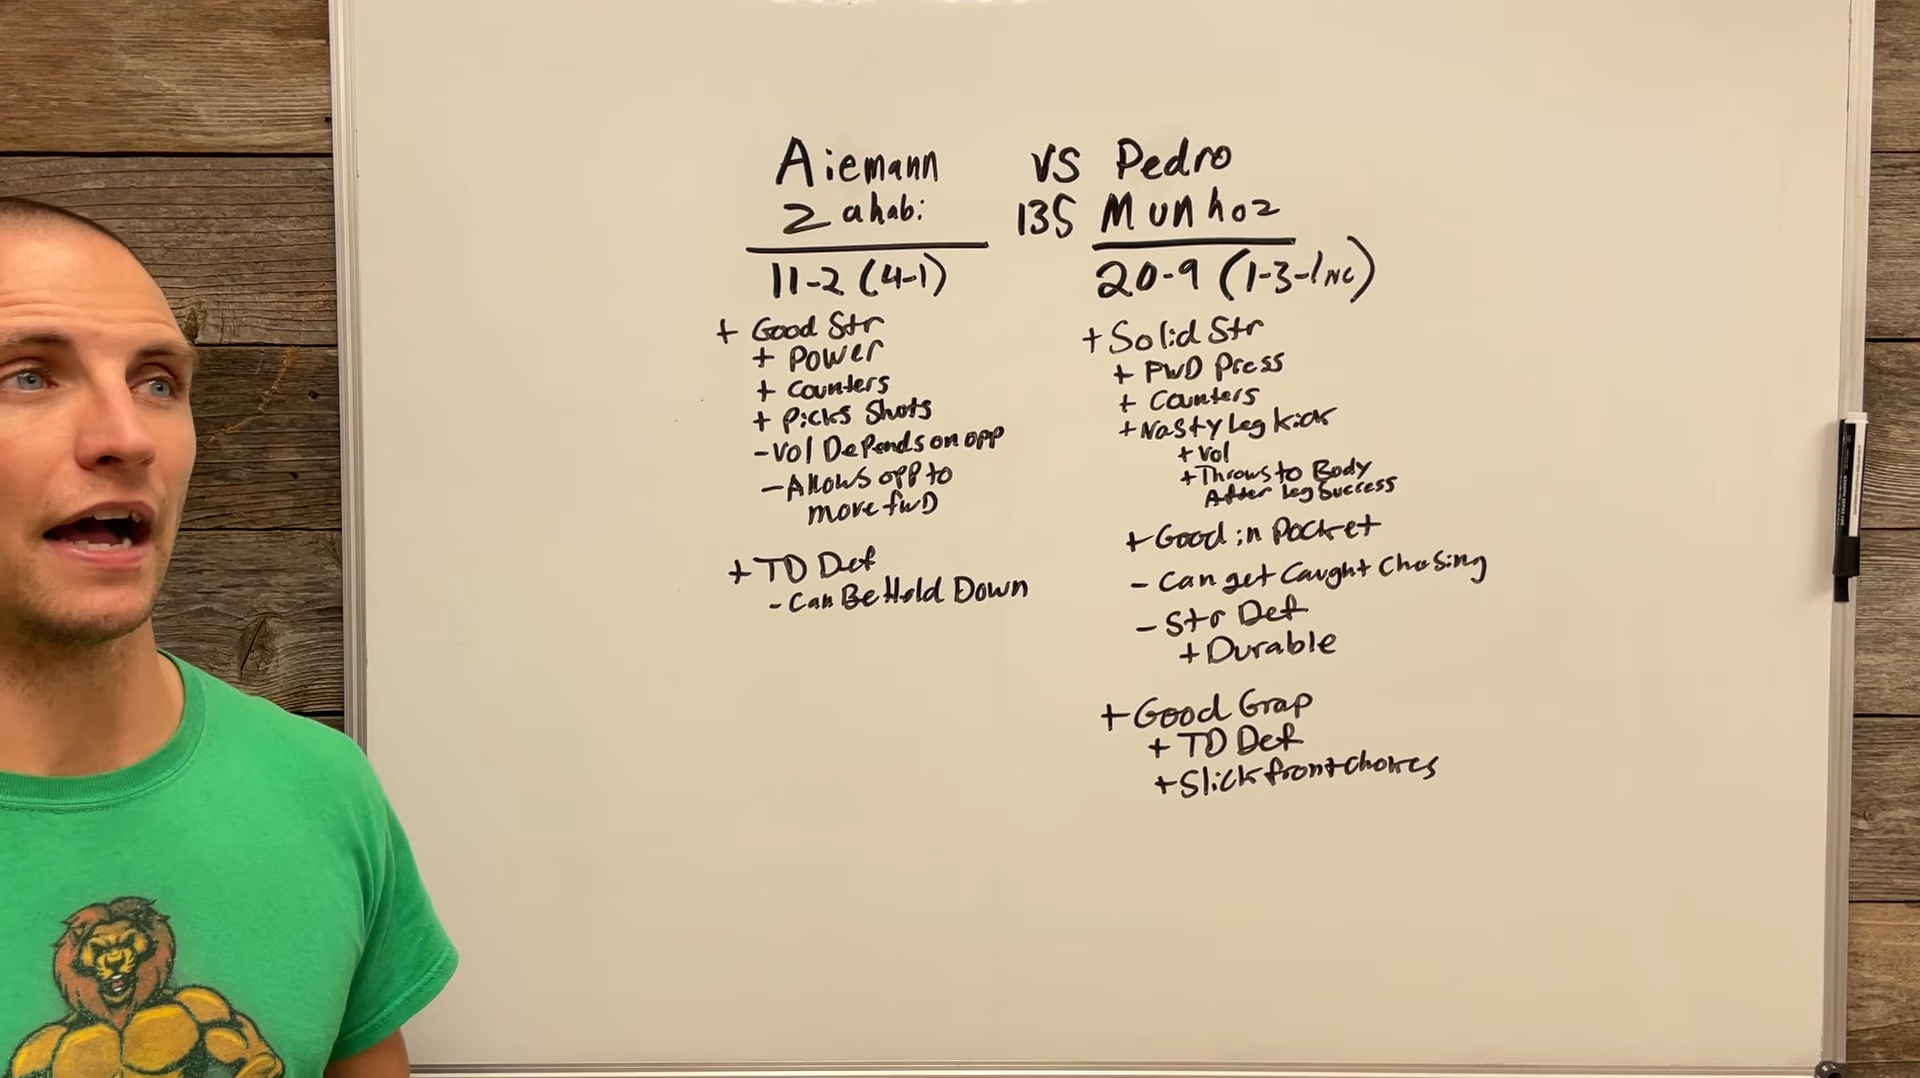 Aiemann
Zahabi
11-2 (4-1)
+ Good Str
+ Power
+ Counters
+ Picks Shots
- Vol Depends on opp
- Allows opp to
move fwD
+ TD Def
- Can Be Held Down
VS
135
Pedro
Munhoz
20-9 (1-3-1 NC)
+ Solid Str
+ FWD Press
+ Counters
+ Nasty Leg Kick
+ Vol
+ Throws to Body
After Leg Success
+ Good in Pocket
- Can get Caught Chasing
- Str Def
+ Durable
+ Good Grap
+ TD Def
+ Slick front chokes